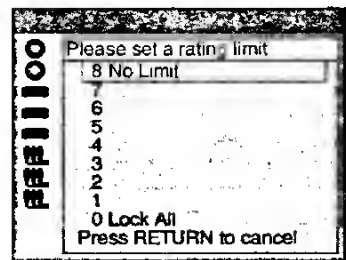 Please set a rating limit
8 No Limit
7
6
5
4
3
2
1
0 Lock All
Press RETURN to cancel